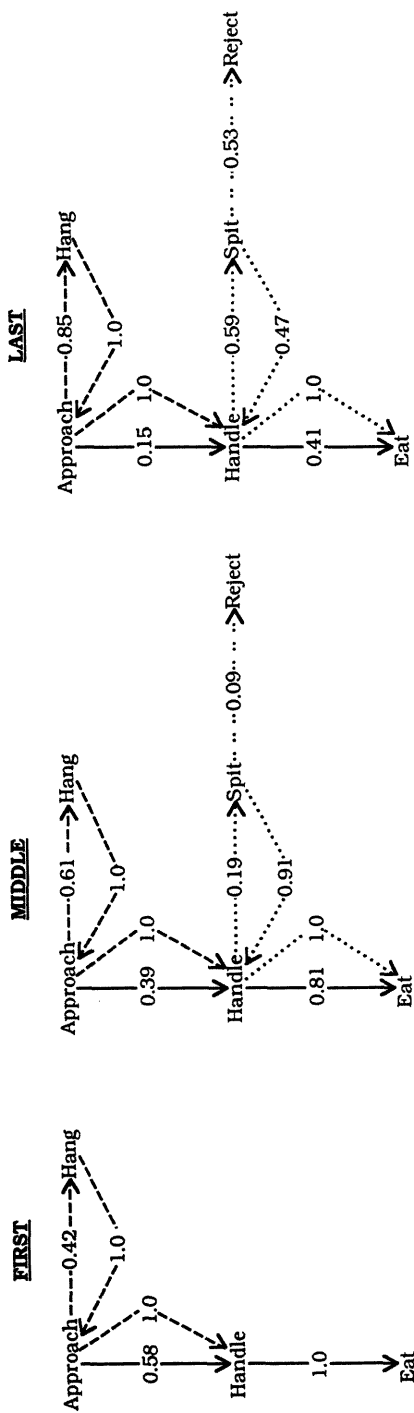 FIRST
Approach
0.42
Hang
1.0
1.0
0.58
Handle
1.0
Eat
MIDDLE
Approach
0.61
Hang
1.0
1.0
0.39
Handle
0.19
Spit
0.09
Reject
0.91
1.0
0.81
Eat
LAST
Approach
0.85
Hang
1.0
1.0
0.15
Handle
0.59
Spit
0.53
Reject
0.47
1.0
0.41
Eat